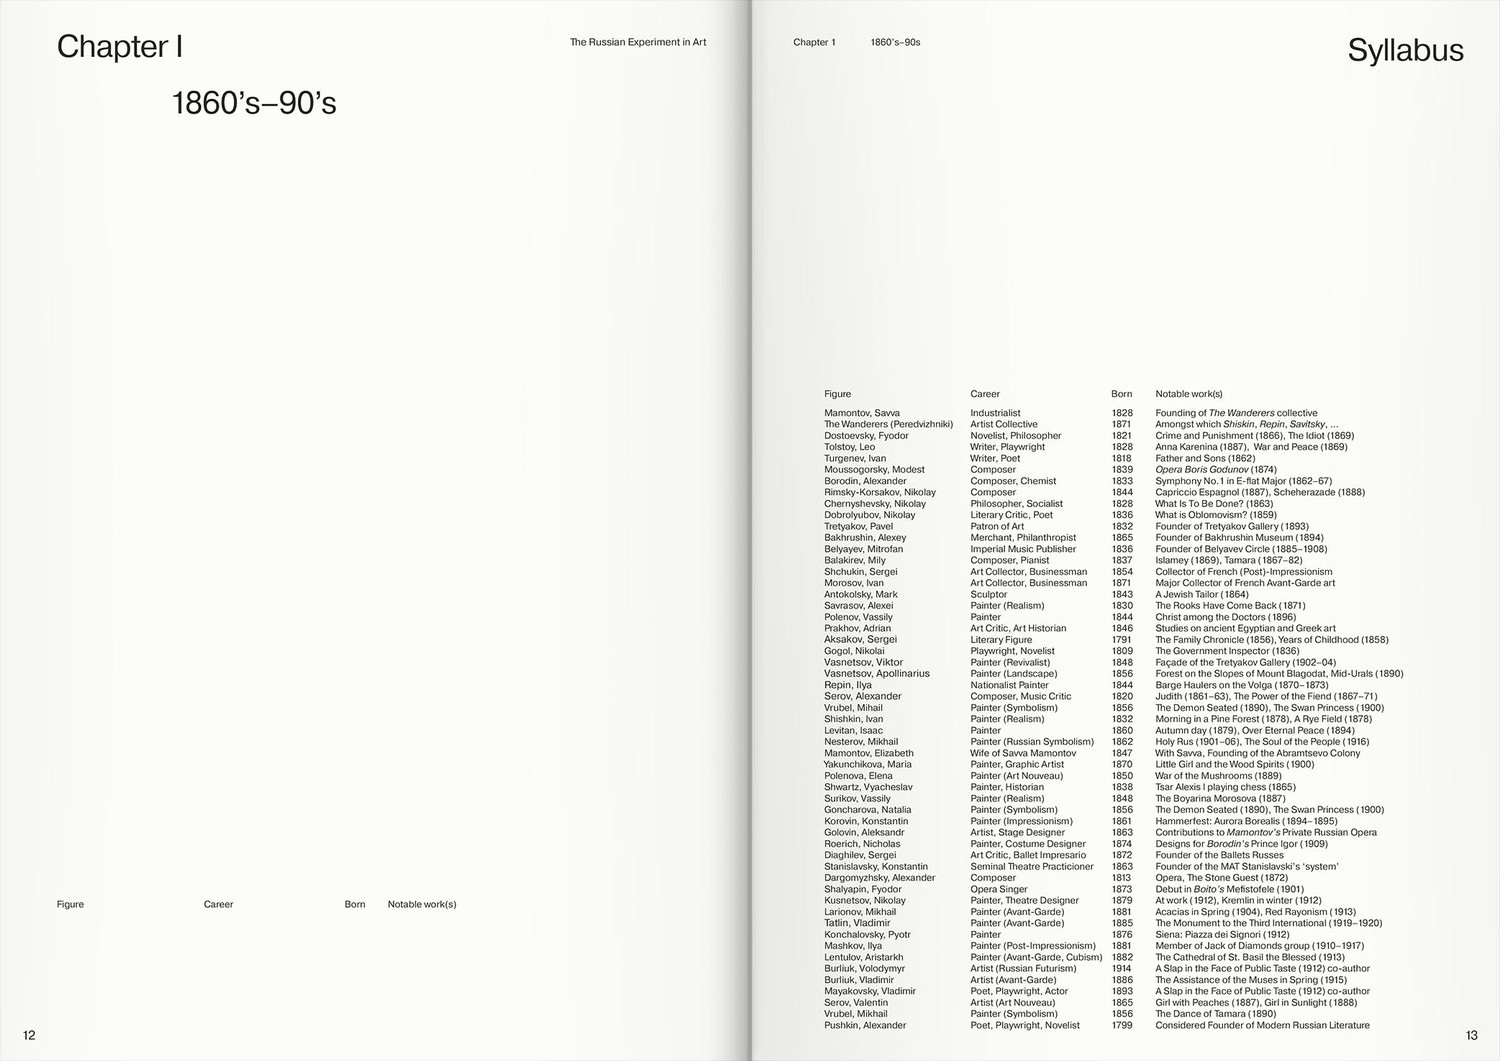 Chapter I
The Russian Experiment in Art
1860’s–90’s
Figure Career Born Notable work(s)
12
Chapter 1 1860’s–90s
Syllabus
Figure Career Born Notable work(s)
Mamontov, Savva Industrialist 1828 Founding of The Wanderers collective
The Wanderers (Peredvizhniki) Artist Collective 1871 Amongst which Shiskin, Repin, Savitsky, ...
Dostoevsky, Fyodor Novelist, Philosopher 1821 Crime and Punishment (1866), The Idiot (1869)
Tolstoy, Leo Writer, Playwright 1828 Anna Karenina (1887), War and Peace (1869)
Turgenev, Ivan Writer, Poet 1818 Father and Sons (1862)
Moussogorsky, Modest Composer 1839 Opera Boris Godunov (1874)
Borodin, Alexander Composer, Chemist 1833 Symphony No. 1 in E-flat Major (1862–67)
Rimsky-Korsakov, Nikolay Composer 1844 Capriccio Espagnol (1887), Scheherazade (1888)
Chernyshevsky, Nikolay Philosopher, Socialist 1828 What Is To Be Done? (1863)
Dobrolyubov, Nikolay Literary Critic, Poet 1836 What is Oblomovism? (1859)
Tretyakov, Pavel Patron of Art 1832 Founder of Tretyakov Gallery (1893)
Bakhrushin, Alexey Merchant, Philanthropist 1865 Founder of Bakhrushin Museum (1894)
Belyayev, Mitrofan Imperial Music Publisher 1836 Founder of Belyavev Circle (1885–1908)
Balakirev, Mily Composer, Pianist 1837 Islamey (1869), Tamara (1867–82)
Shchukin, Sergei Art Collector, Businessman 1854 Collector of French (Post)-Impressionism
Morosov, Ivan Art Collector, Businessman 1871 Major Collector of French Avant-Garde art
Antokolsky, Mark Sculptor 1843 A Jewish Tailor (1864)
Savrasov, Alexei Painter (Realism) 1830 The Rooks Have Come Back (1871)
Polenov, Vassily Painter 1844 Christ among the Doctors (1896)
Prakhov, Adrian Art Critic, Art Historian 1846 Studies on ancient Egyptian and Greek art
Aksakov, Sergei Literary Figure 1791 The Family Chronicle (1856), Years of Childhood (1858)
Gogol, Nikolai Playwright, Novelist 1809 The Government Inspector (1836)
Vasnetsov, Viktor Painter (Revivalist) 1848 Façade of the Tretyakov Gallery (1902–04)
Vasnetsov, Apollinarius Painter (Landscape) 1856 Forest on the Slopes of Mount Blagodat, Mid-Urals (1890)
Repin, Ilya Nationalist Painter 1844 Barge Haulers on the Volga (1870–1873)
Serov, Alexander Composer, Music Critic 1820 Judith (1861–63), The Power of the Fiend (1867–71)
Vrubel, Mihail Painter (Symbolism) 1856 The Demon Seated (1890), The Swan Princess (1900)
Shishkin, Ivan Painter (Realism) 1832 Morning in a Pine Forest (1878), A Rye Field (1878)
Levitan, Isaac Painter 1860 Autumn day (1879), Over Eternal Peace (1894)
Nesterov, Mikhail Painter (Russian Symbolism) 1862 Holy Rus (1901–06), The Soul of the People (1916)
Mamontov, Elizabeth Wife of Savva Mamontov 1847 With Savva, Founding of the Abramtsevo Colony
Yakunchikova, Maria Painter, Graphic Artist 1870 Little Girl and the Wood Spirits (1900)
Polenova, Elena Painter (Art Nouveau) 1850 War of the Mushrooms (1889)
Shwartz, Vyacheslav Painter, Historian 1838 Tsar Alexis I playing chess (1865)
Surikov, Vassily Painter (Realism) 1848 The Boyarina Morosova (1887)
Goncharova, Natalia Painter (Symbolism) 1856 The Demon Seated (1890), The Swan Princess (1900)
Korovin, Konstantin Painter (Impressionism) 1861 Hammerfest: Aurora Borealis (1894–1895)
Golovin, Aleksandr Artist, Stage Designer 1863 Contributions to Mamontov’s Private Russian Opera
Roerich, Nicholas Painter, Costume Designer 1874 Designs for Borodin’s Prince Igor (1909)
Diaghilev, Sergei Art Critic, Ballet Impresario 1872 Founder of the Ballets Russes
Stanislavsky, Konstantin Seminal Theatre Practicioner 1863 Founder of the MAT Stanislavski’s ‘system’
Dargomyzhsky, Alexander Composer 1813 Opera, The Stone Guest (1872)
Shalyapin, Fyodor Opera Singer 1873 Debut in Boito’s Mefistofele (1901)
Kusnetsov, Nikolay Painter, Theatre Designer 1879 At work (1912), Kremlin in winter (1912)
Larionov, Mikhail Painter (Avant-Garde) 1881 Acacias in Spring (1904), Red Rayonism (1913)
Tatlin, Vladimir Painter (Avant-Garde) 1885 The Monument to the Third International (1919–1920)
Konchalovsky, Pyotr Painter 1876 Siena: Piazza dei Signori (1912)
Mashkov, Ilya Painter (Post-Impressionism) 1881 Member of Jack of Diamonds group (1910–1917)
Lentulov, Aristarkh Painter (Avant-Garde, Cubism) 1882 The Cathedral of St. Basil the Blessed (1913)
Burliuk, Volodymyr Artist (Russian Futurism) 1914 A Slap in the Face of Public Taste (1912) co-author
Burliuk, Vladimir Artist (Avant-Garde) 1886 The Assistance of the Muses in Spring (1915)
Mayakovsky, Vladimir Poet, Playwright, Actor 1893 A Slap in the Face of Public Taste (1912) co-author
Serov, Valentin Artist (Art Nouveau) 1865 Girl with Peaches (1887), Girl in Sunlight (1888)
Vrubel, Mikhail Painter (Symbolism) 1856 The Dance of Tamara (1890)
Pushkin, Alexander Poet, Playwright, Novelist 1799 Considered Founder of Modern Russian Literature
13